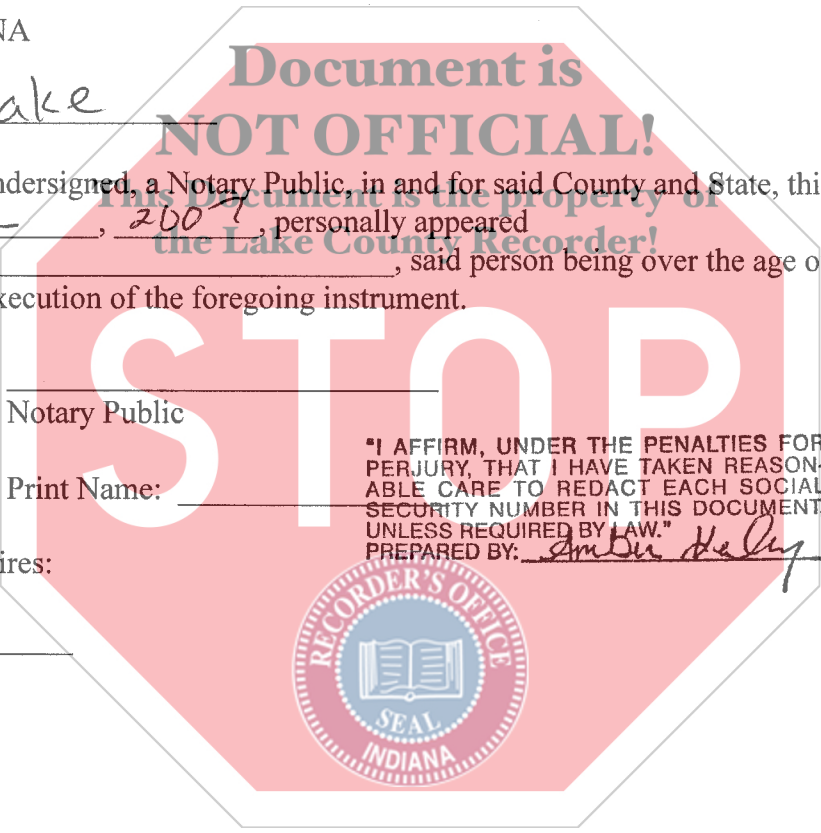 NA
Document is
ake
NOT OFFICIAL!
ndersigned, a Notary Public, in and for said County and State, thi
This Document is the property of
, 2007, personally appeared
the Lake County Recorder!
, said person being over the age o
xecution of the foregoing instrument.
STOP
Notary Public
"I AFFIRM, UNDER THE PENALTIES FOR
PERJURY, THAT I HAVE TAKEN REASON-
Print Name:
ABLE CARE TO REDACT EACH SOCIAL
SECURITY NUMBER IN THIS DOCUMENT
UNLESS REQUIRED BY LAW."
PREPARED BY: Amber
ires:
RECORDER'S OFFICE
SEAL
INDIANA